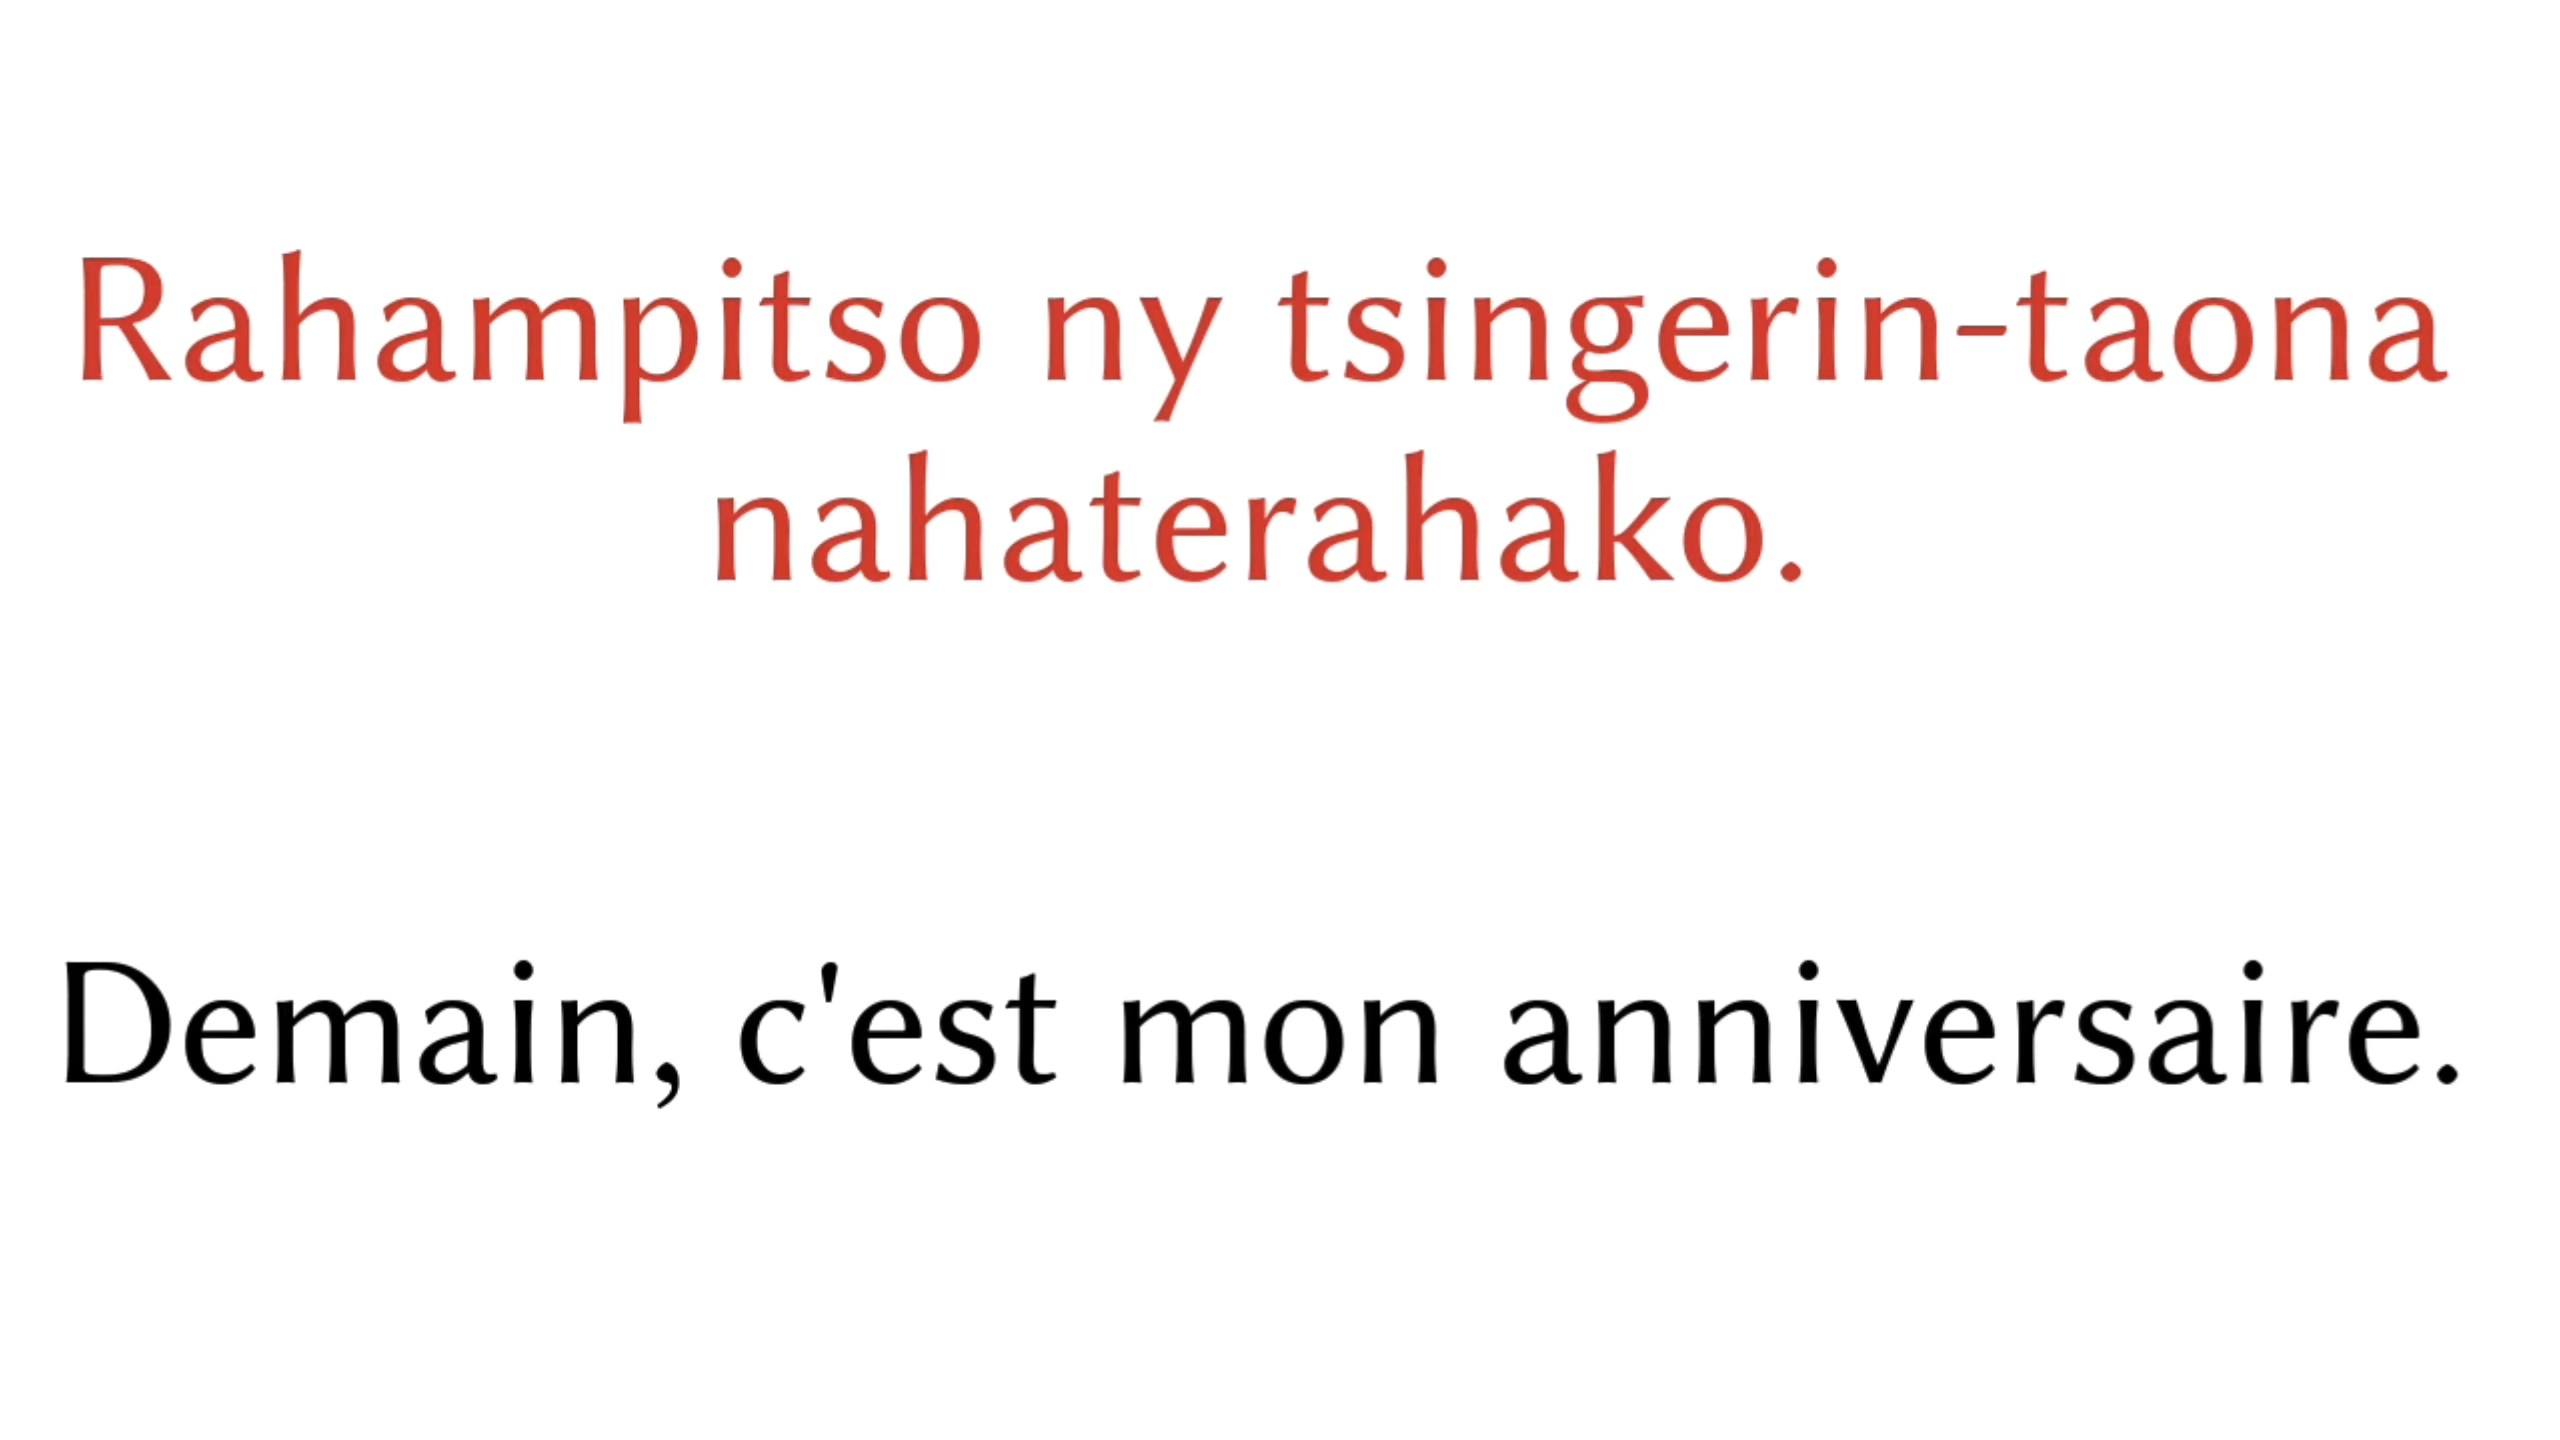 Rahampitso ny tsingerin-taona
nahaterahako.
Demain, c'est mon anniversaire.